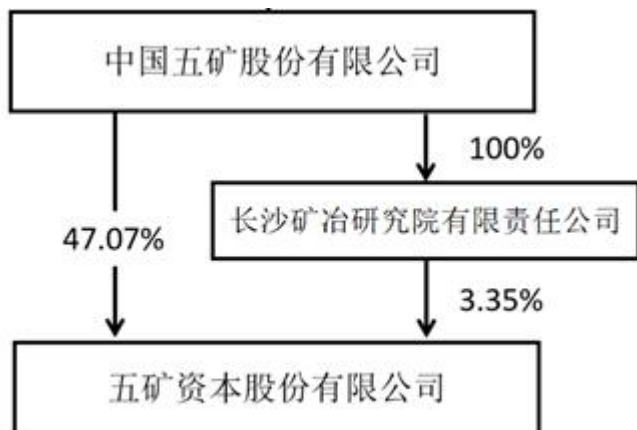 中国五矿股份有限公司
100%
长沙矿冶研究院有限责任公司
47.07%
3.35%
五矿资本股份有限公司